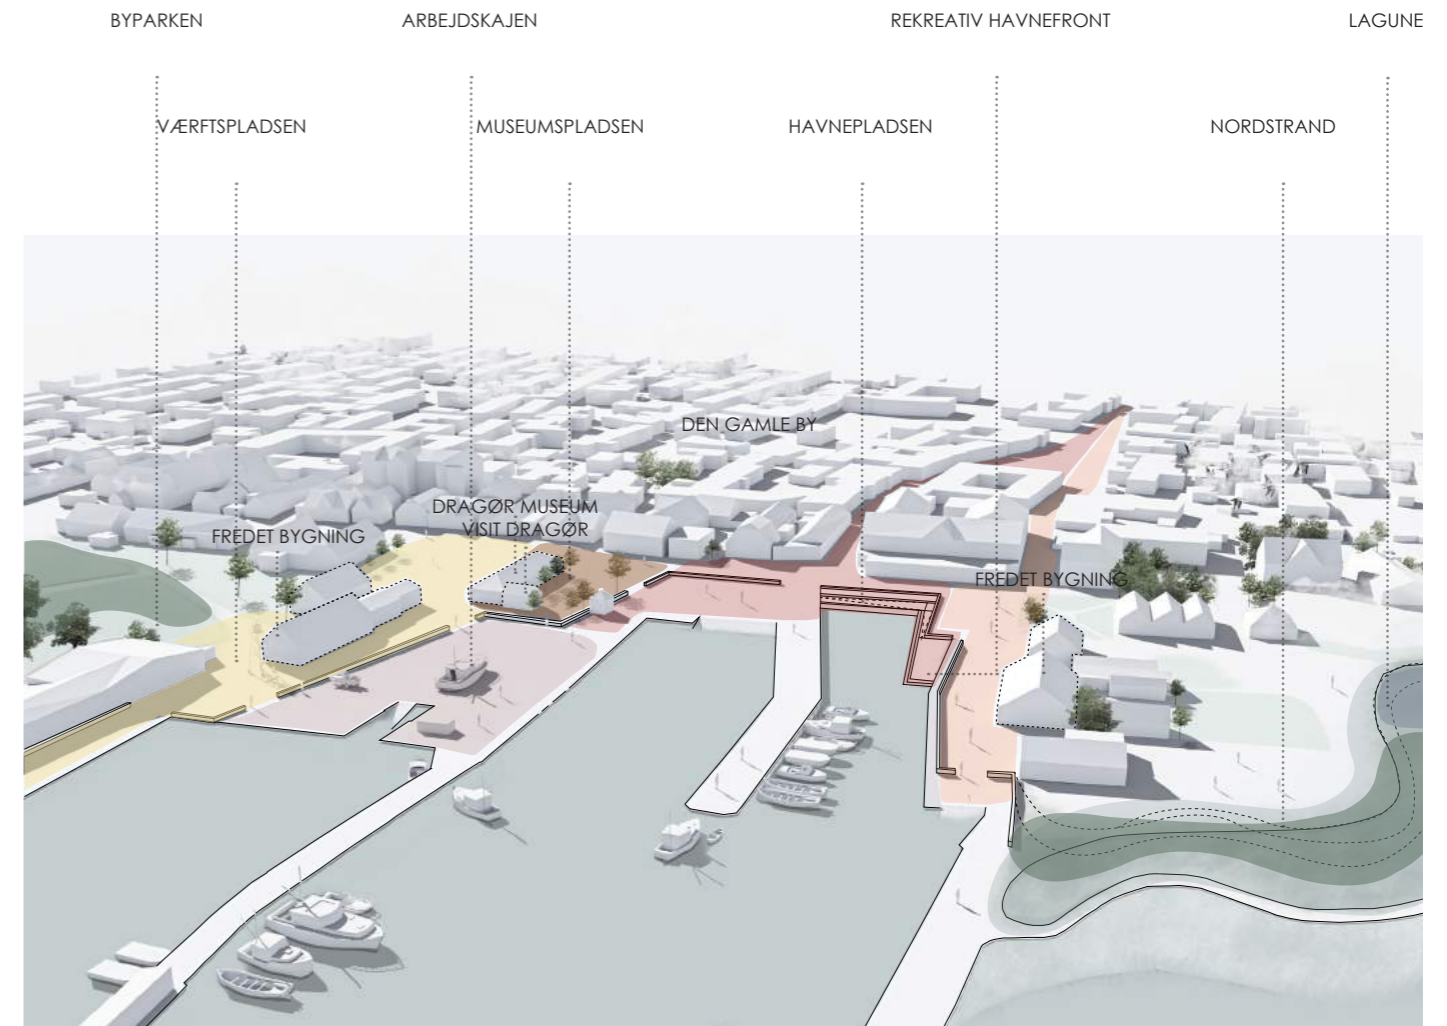 BYPARKEN
ARBEJDSKAJEN
REKREATIV HAVNEFRONT
LAGUNE
VÆRFTSPLADSEN
MUSEUMSPLADSEN
HAVNEPLADSEN
NORDSTRAND
DEN GAMLE BY
DRAGØR MUSEUM
VISIT DRAGØR
FREDET BYGNING
FREDET BYGNING